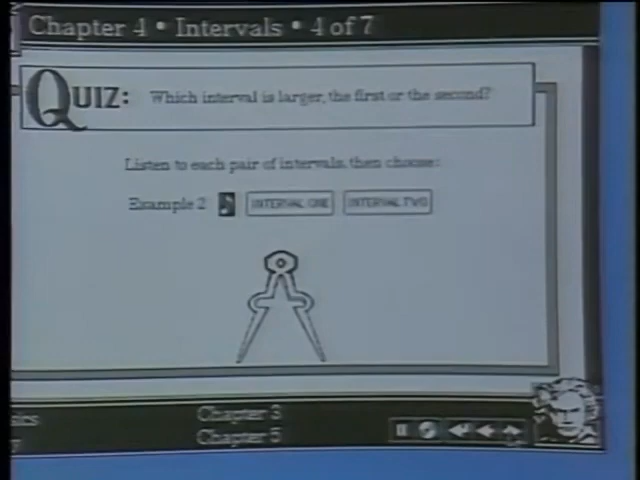 Chapter 4 • Intervals • 4 of 7
QUIZ: Which interval is larger, the first or the second?
Listen to each pair of intervals, then choose:
Example 2 INTERVAL ONE INTERVAL TWO
Chapter 3
Chapter 5